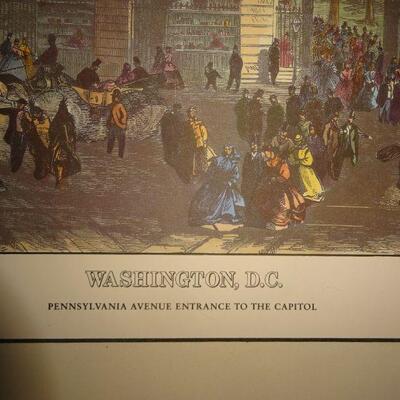 WASHINGTON, D.C.
PENNSYLVANIA AVENUE ENTRANCE TO THE CAPITOL